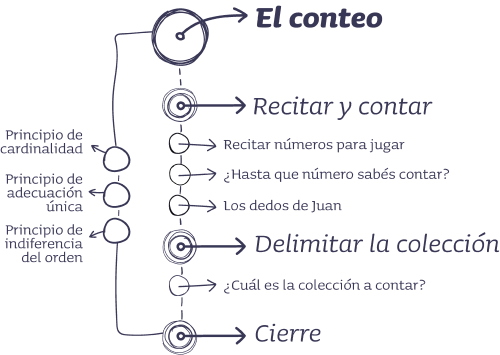 El conteo
Recitar y contar
Principio de
cardinalidad
Recitar números para jugar
Principio de
adecuación
única
¿Hasta que número sabés contar?
Los dedos de Juan
Principio de
indiferencia
del orden
Delimitar la colección
¿Cuál es la colección a contar?
Cierre